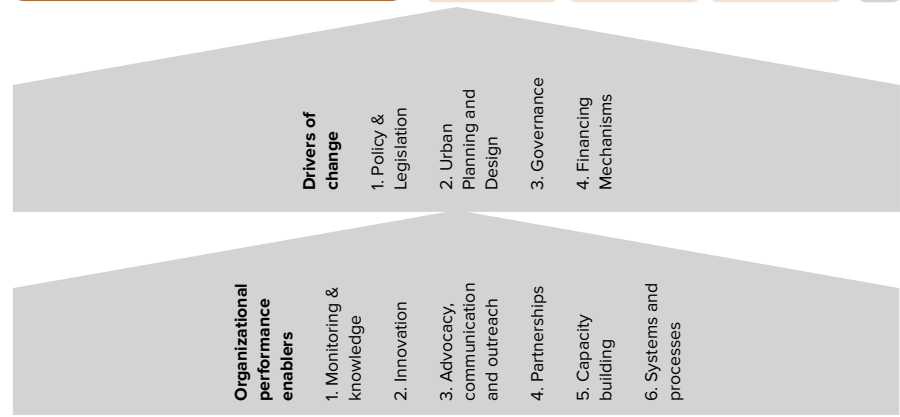 Drivers of
change
1. Policy &
Legislation
2. Urban
Planning and
Design
3. Governance
4. Financing
Mechanisms
Organizational
performance
enablers
1. Monitoring &
knowledge
2. Innovation
3. Advocacy,
communication
and outreach
4. Partnerships
5. Capacity
building
6. Systems and
processes